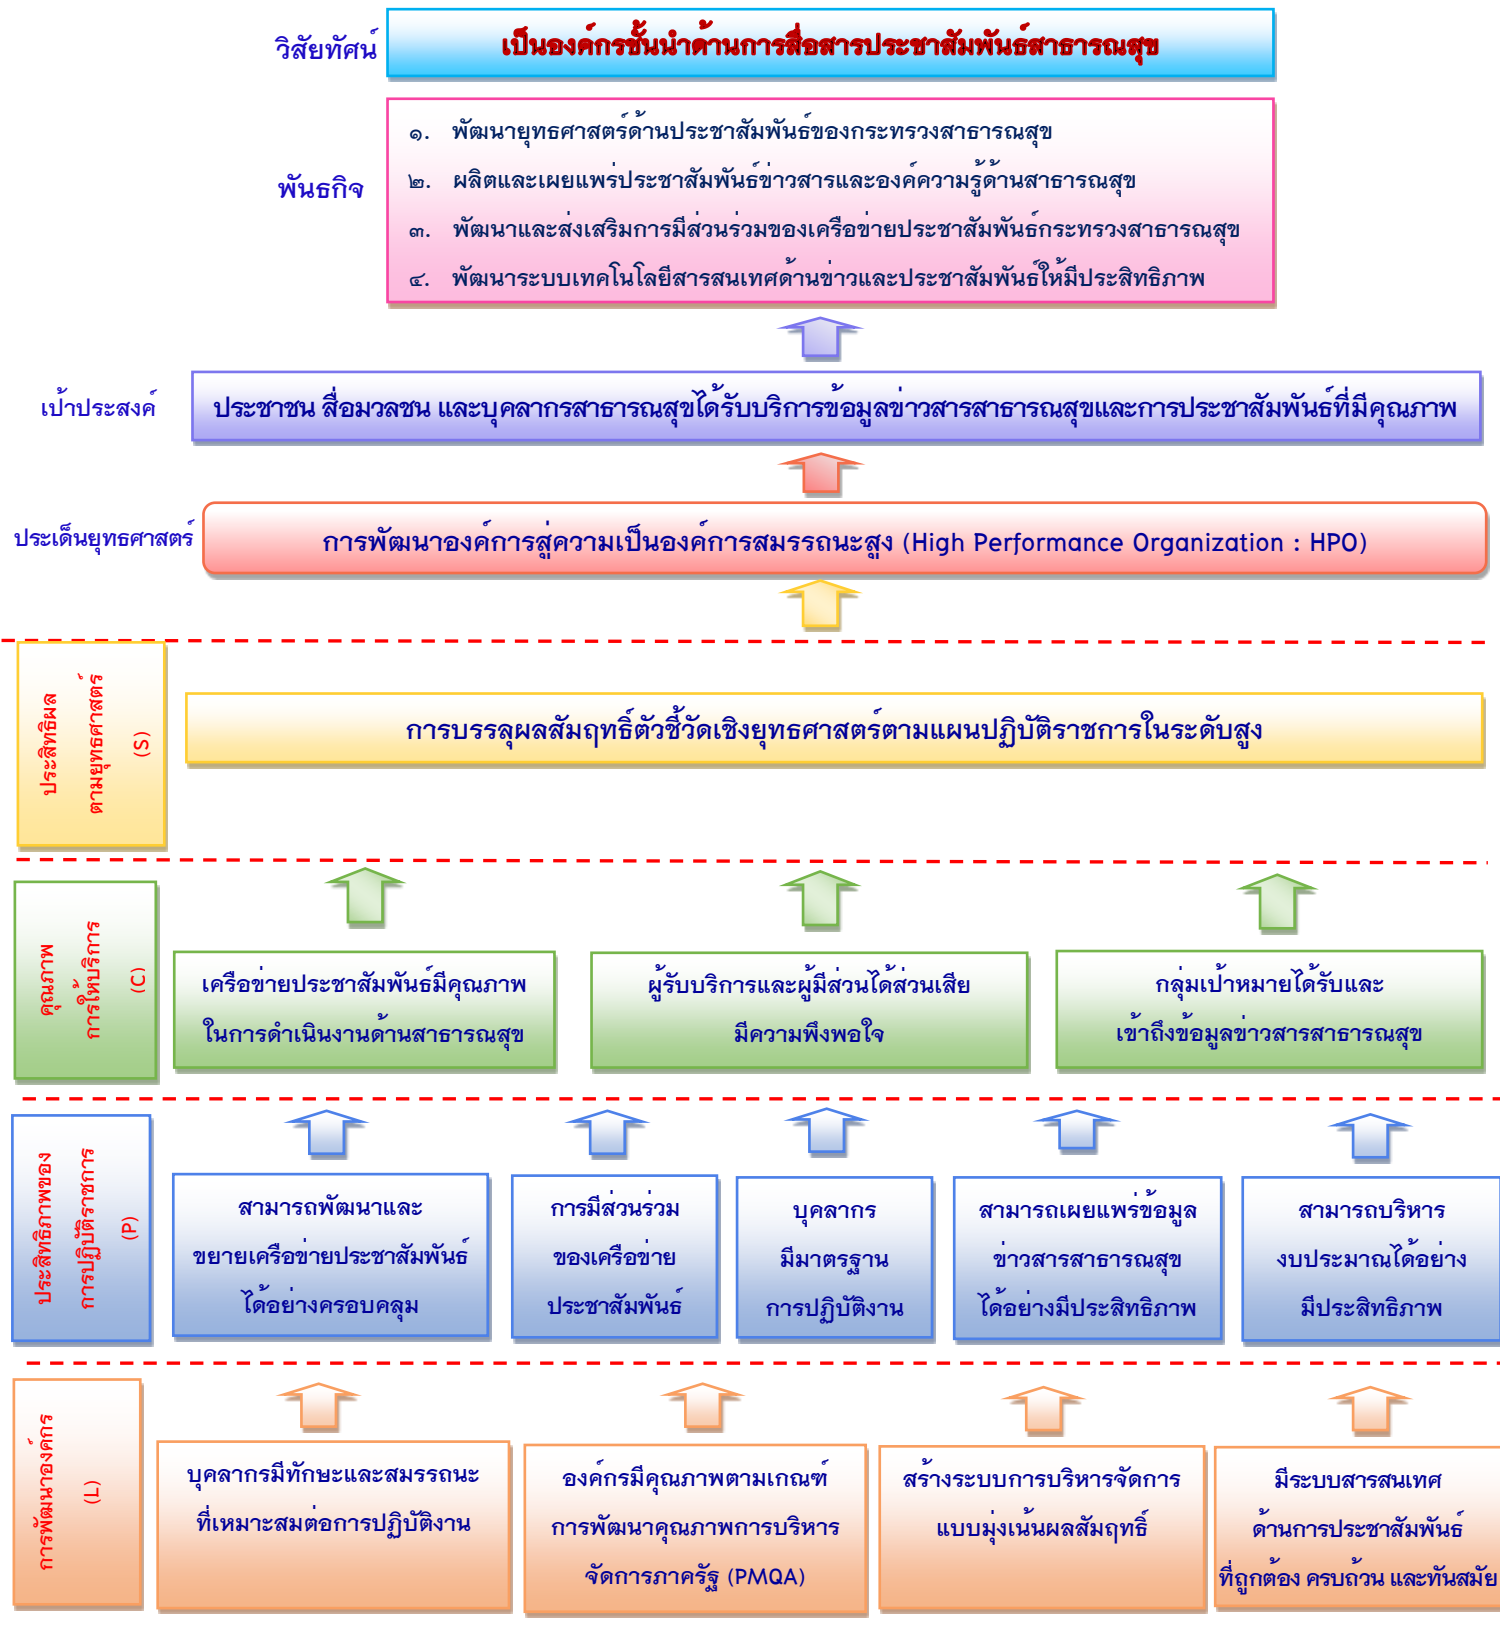 วิสัยทัศน์
เป็นองค์กรชั้นนำด้านการสื่อสารประชาสัมพันธ์สาธารณสุข
พันธกิจ
๑. พัฒนายุทธศาสตร์ด้านประชาสัมพันธ์ของกระทรวงสาธารณสุข
๒. ผลิตและเผยแพร่ประชาสัมพันธ์ข่าวสารและองค์ความรู้ด้านสาธารณสุข
๓. พัฒนาและส่งเสริมการมีส่วนร่วมของเครือข่ายประชาสัมพันธ์กระทรวงสาธารณสุข
๔. พัฒนาระบบเทคโนโลยีสารสนเทศด้านข่าวและประชาสัมพันธ์ให้มีประสิทธิภาพ
เป้าประสงค์
ประชาชน สื่อมวลชน และบุคลากรสาธารณสุขได้รับบริการข้อมูลข่าวสารสาธารณสุขและการประชาสัมพันธ์ที่มีคุณภาพ
ประเด็นยุทธศาสตร์
การพัฒนาองค์การสู่ความเป็นองค์การสมรรถนะสูง (High Performance Organization : HPO)
ประสิทธิผล
ตามยุทธศาสตร์
(S)
การบรรลุผลสัมฤทธิ์ตัวชี้วัดเชิงยุทธศาสตร์ตามแผนปฏิบัติราชการในระดับสูง
คุณภาพ
การให้บริการ
(C)
เครือข่ายประชาสัมพันธ์มีคุณภาพ
ในการดำเนินงานด้านสาธารณสุข
ผู้รับบริการและผู้มีส่วนได้ส่วนเสีย
มีความพึงพอใจ
กลุ่มเป้าหมายได้รับและ
เข้าถึงข้อมูลข่าวสารสาธารณสุข
ประสิทธิภาพของ
การปฏิบัติราชการ
(P)
สามารถพัฒนาและ
ขยายเครือข่ายประชาสัมพันธ์
ได้อย่างครอบคลุม
การมีส่วนร่วม
ของเครือข่าย
ประชาสัมพันธ์
บุคลากร
มีมาตรฐาน
การปฏิบัติงาน
สามารถเผยแพร่ข้อมูล
ข่าวสารสาธารณสุข
ได้อย่างมีประสิทธิภาพ
สามารถบริหาร
งบประมาณได้อย่าง
มีประสิทธิภาพ
การพัฒนาองค์กร
(L)
บุคลากรมีทักษะและสมรรถนะ
ที่เหมาะสมต่อการปฏิบัติงาน
องค์กรมีคุณภาพตามเกณฑ์
การพัฒนาคุณภาพการบริหาร
จัดการภาครัฐ (PMQA)
สร้างระบบการบริหารจัดการ
แบบมุ่งเน้นผลสัมฤทธิ์
มีระบบสารสนเทศ
ด้านการประชาสัมพันธ์
ที่ถูกต้อง ครบถ้วน และทันสมัย